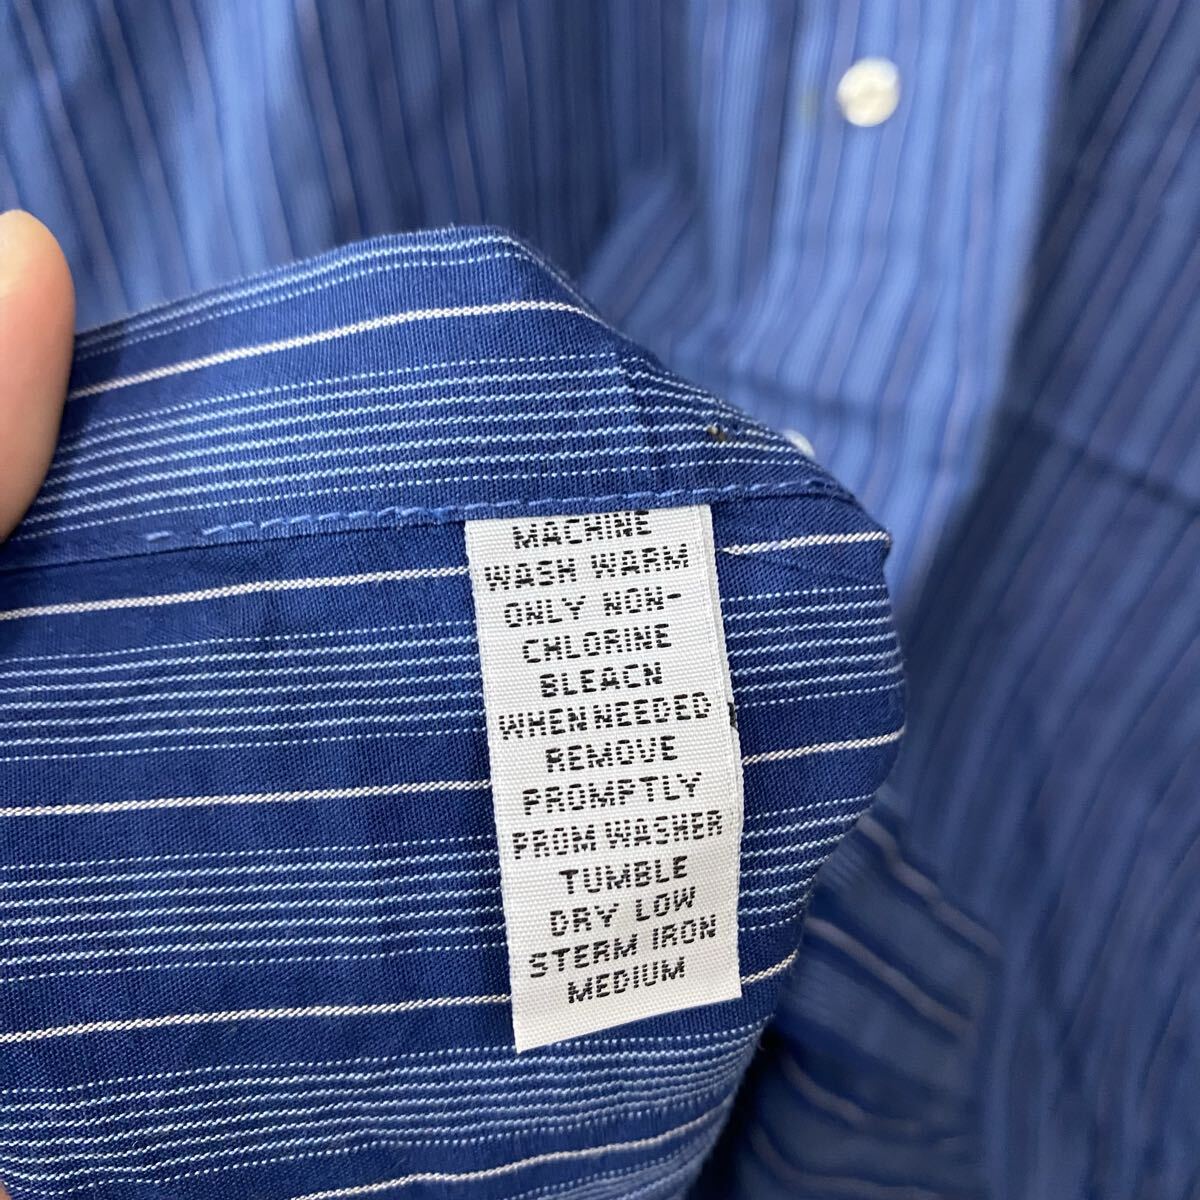 MACHINE
WASH WARM
ONLY NON-
CHLORINE
BLEACN
WHEN NEEDED
REMOVE
PROMPTLY
PROM WASHER
TUMBLE
DRY LOW
STERM IRON
MEDIUM